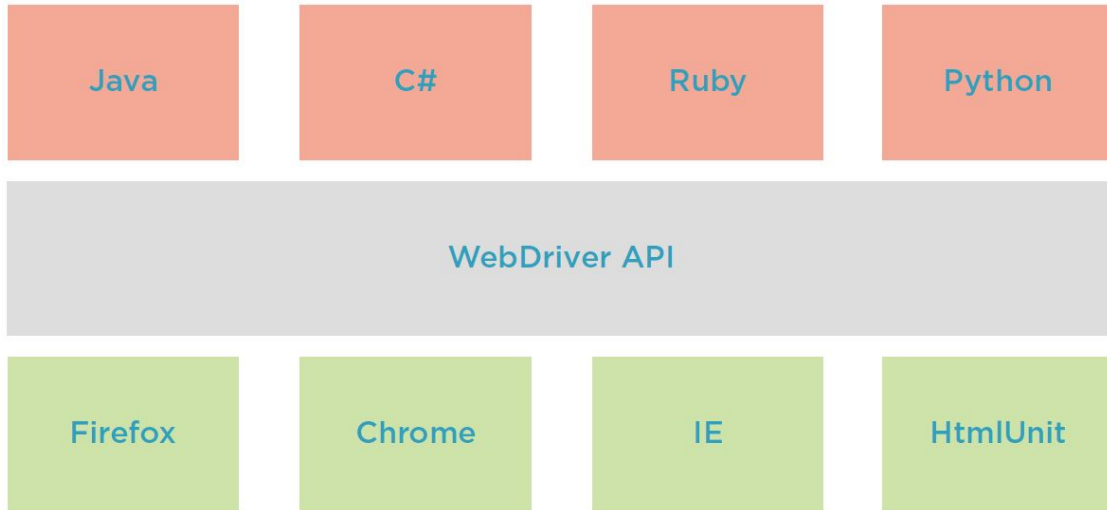 Java
C#
Ruby
Python
WebDriver API
Firefox
Chrome
IE
HtmlUnit